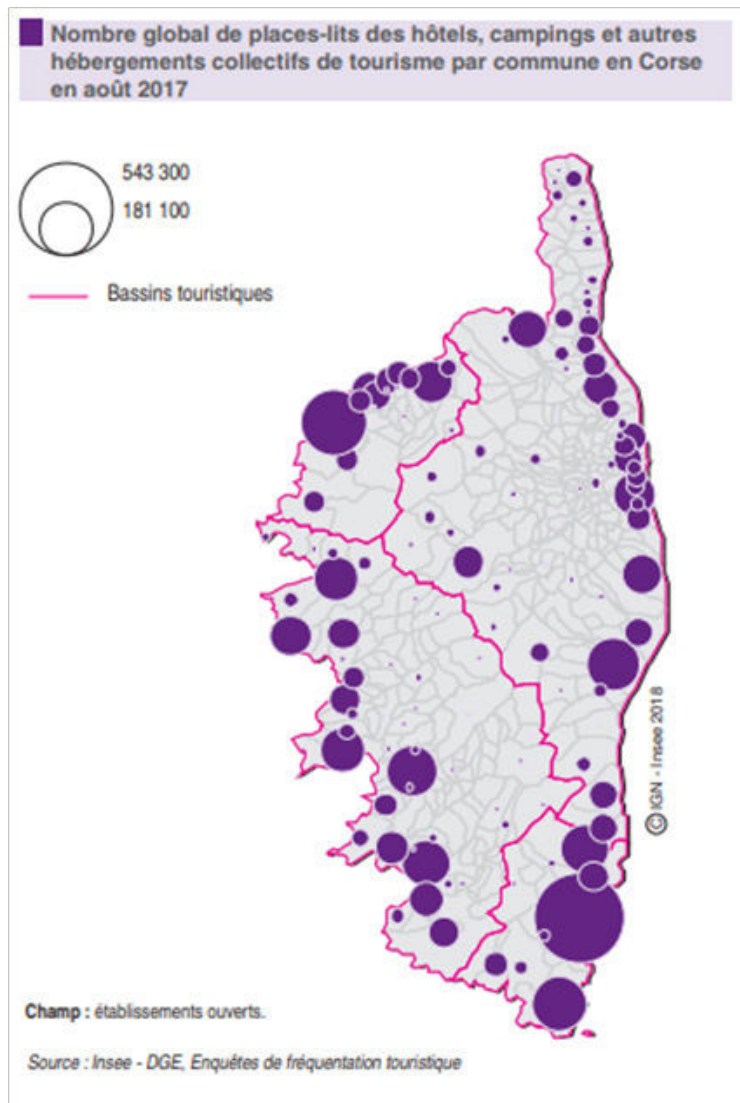 Nombre global de places-lits des hôtels, campings et autres
hébergements collectifs de tourisme par commune en Corse
en août 2017
543 300
181 100
Bassins touristiques
© IGN - Insee 2018
Champ : établissements ouverts.
Source : Insee - DGE, Enquêtes de fréquentation touristique